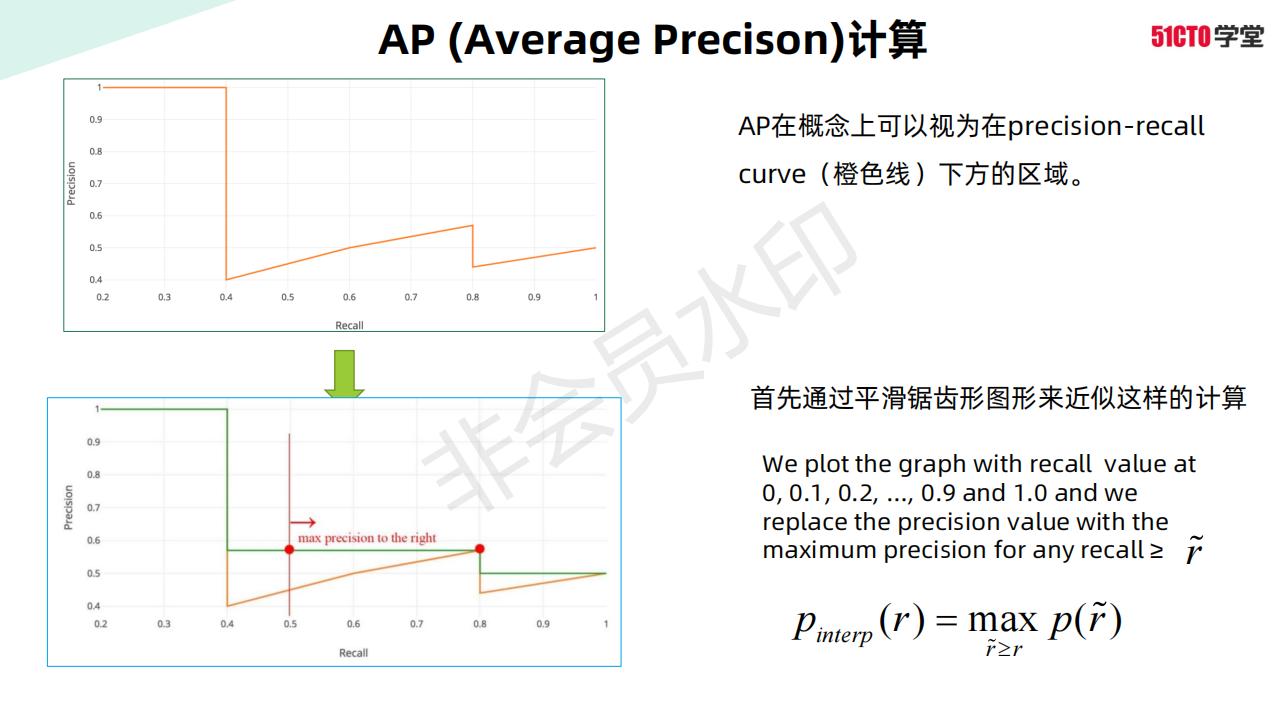 AP (Average Precison)计算
51CTO学堂
1
0.9
0.8
0.7
0.6
0.5
0.4
Precision
0.2 0.3 0.4 0.5 0.6 0.7 0.8 0.9 1
Recall
AP在概念上可以视为在precision-recall
curve（橙色线）下方的区域。
非会员水印
1
0.9
0.8
0.7
0.6
0.5
0.4
Precision
max precision to the right
0.2 0.3 0.4 0.5 0.6 0.7 0.8 0.9 1
Recall
首先通过平滑锯齿形图形来近似这样的计算
We plot the graph with recall value at
0, 0.1, 0.2, ..., 0.9 and 1.0 and we
replace the precision value with the
maximum precision for any recall ≥ r̃
p_interp(r) = max p(r̃)
r̃≥r